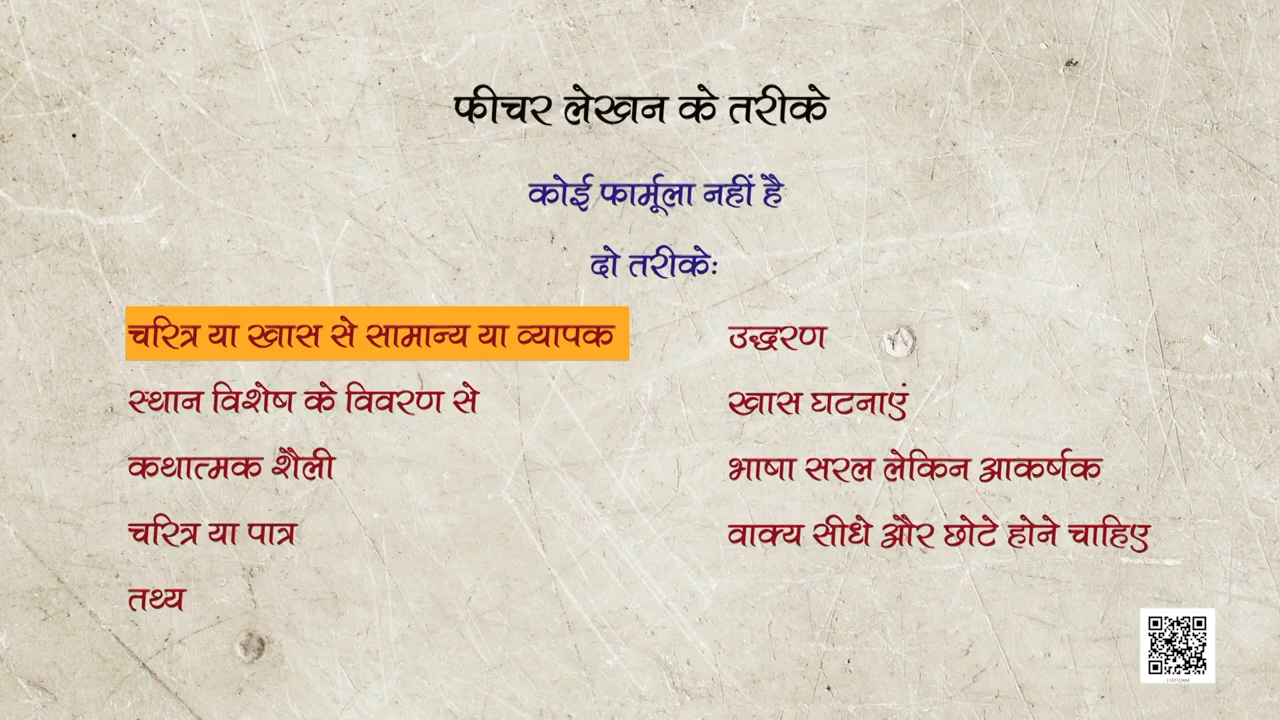 फीचर लेखन के तरीके
कोई फार्मूला नहीं है
दो तरीकेः
चरित्र या खास से सामान्य या व्यापक
स्थान विशेष के विवरण से
कथात्मक शैली
चरित्र या पात्र
तथ्य
उद्धरण
खास घटनाएं
भाषा सरल लेकिन आकर्षक
वाक्य सीधे और छोटे होने चाहिए